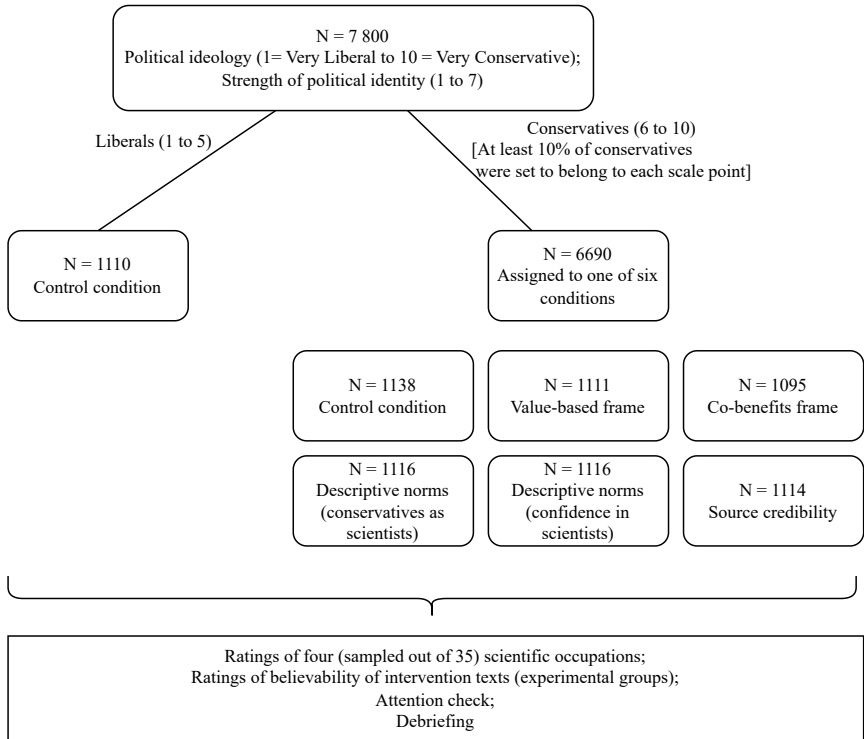 N = 7 800
Political ideology (1= Very Liberal to 10 = Very Conservative);
Strength of political identity (1 to 7)
Liberals (1 to 5)
Conservatives (6 to 10)
[At least 10% of conservatives
were set to belong to each scale point]
N = 1110
Control condition
N = 6690
Assigned to one of six
conditions
N = 1138
Control condition
N = 1111
Value-based frame
N = 1095
Co-benefits frame
N = 1116
Descriptive norms
(conservatives as
scientists)
N = 1116
Descriptive norms
(confidence in
scientists)
N = 1114
Source credibility
Ratings of four (sampled out of 35) scientific occupations;
Ratings of believability of intervention texts (experimental groups);
Attention check;
Debriefing